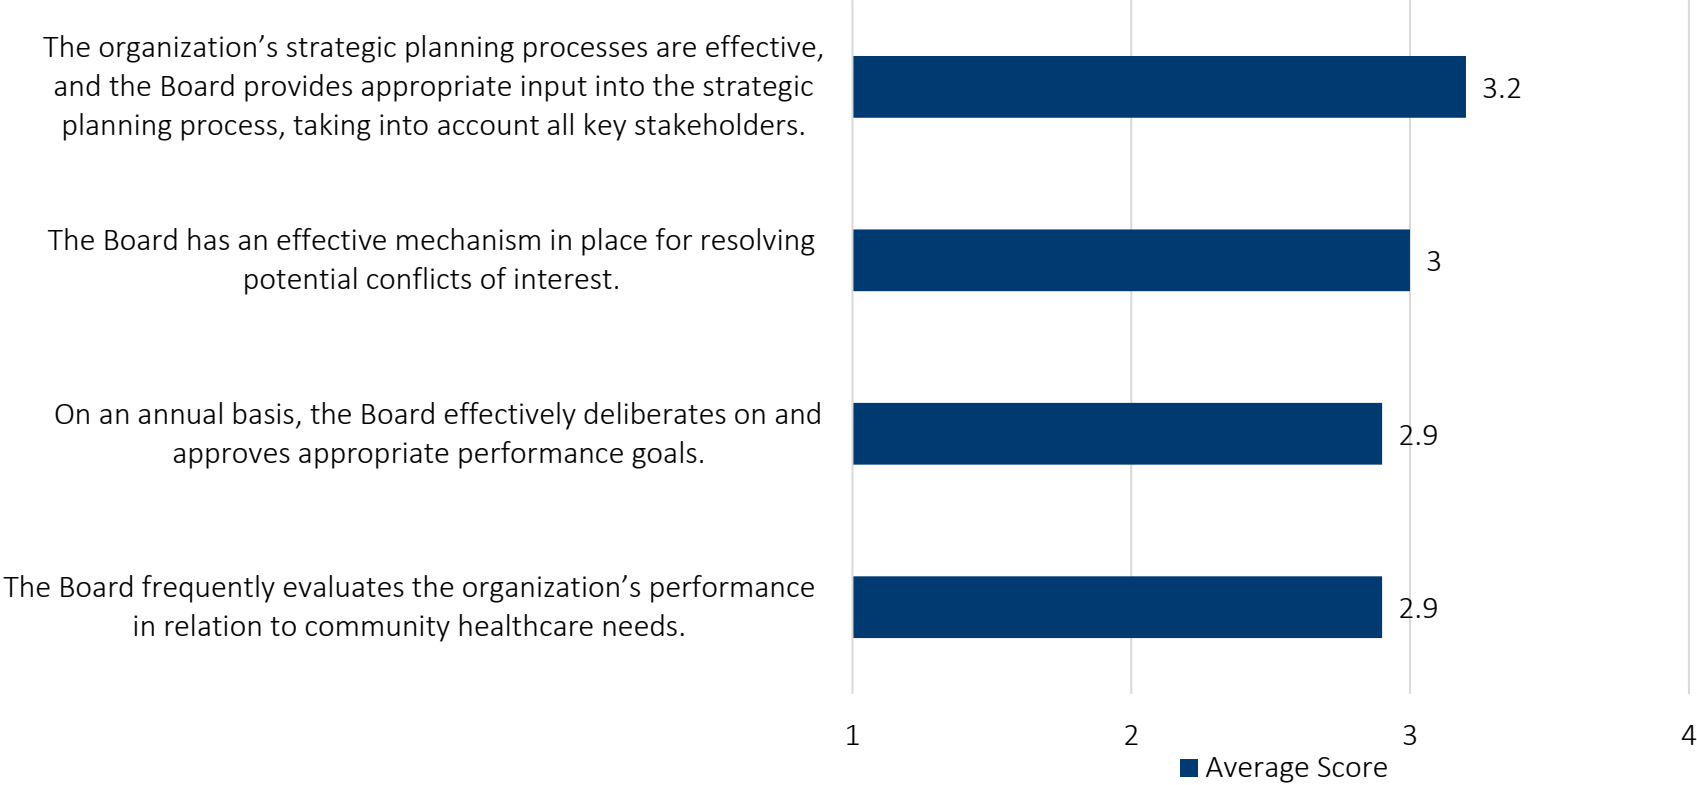 The organization’s strategic planning processes are effective,
and the Board provides appropriate input into the strategic
planning process, taking into account all key stakeholders.
3.2
The Board has an effective mechanism in place for resolving
potential conflicts of interest.
3
On an annual basis, the Board effectively deliberates on and
approves appropriate performance goals.
2.9
The Board frequently evaluates the organization’s performance
in relation to community healthcare needs.
2.9
1 2 3 4
Average Score